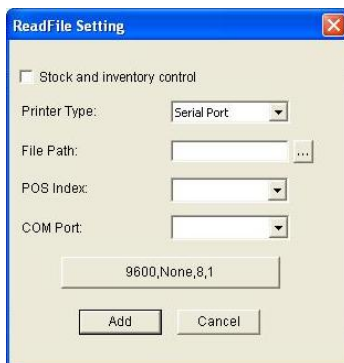 ReadFile Setting
Stock and inventory control
Printer Type: Serial Port
File Path: ...
POS Index:
COM Port:
9600,None,8,1
Add Cancel